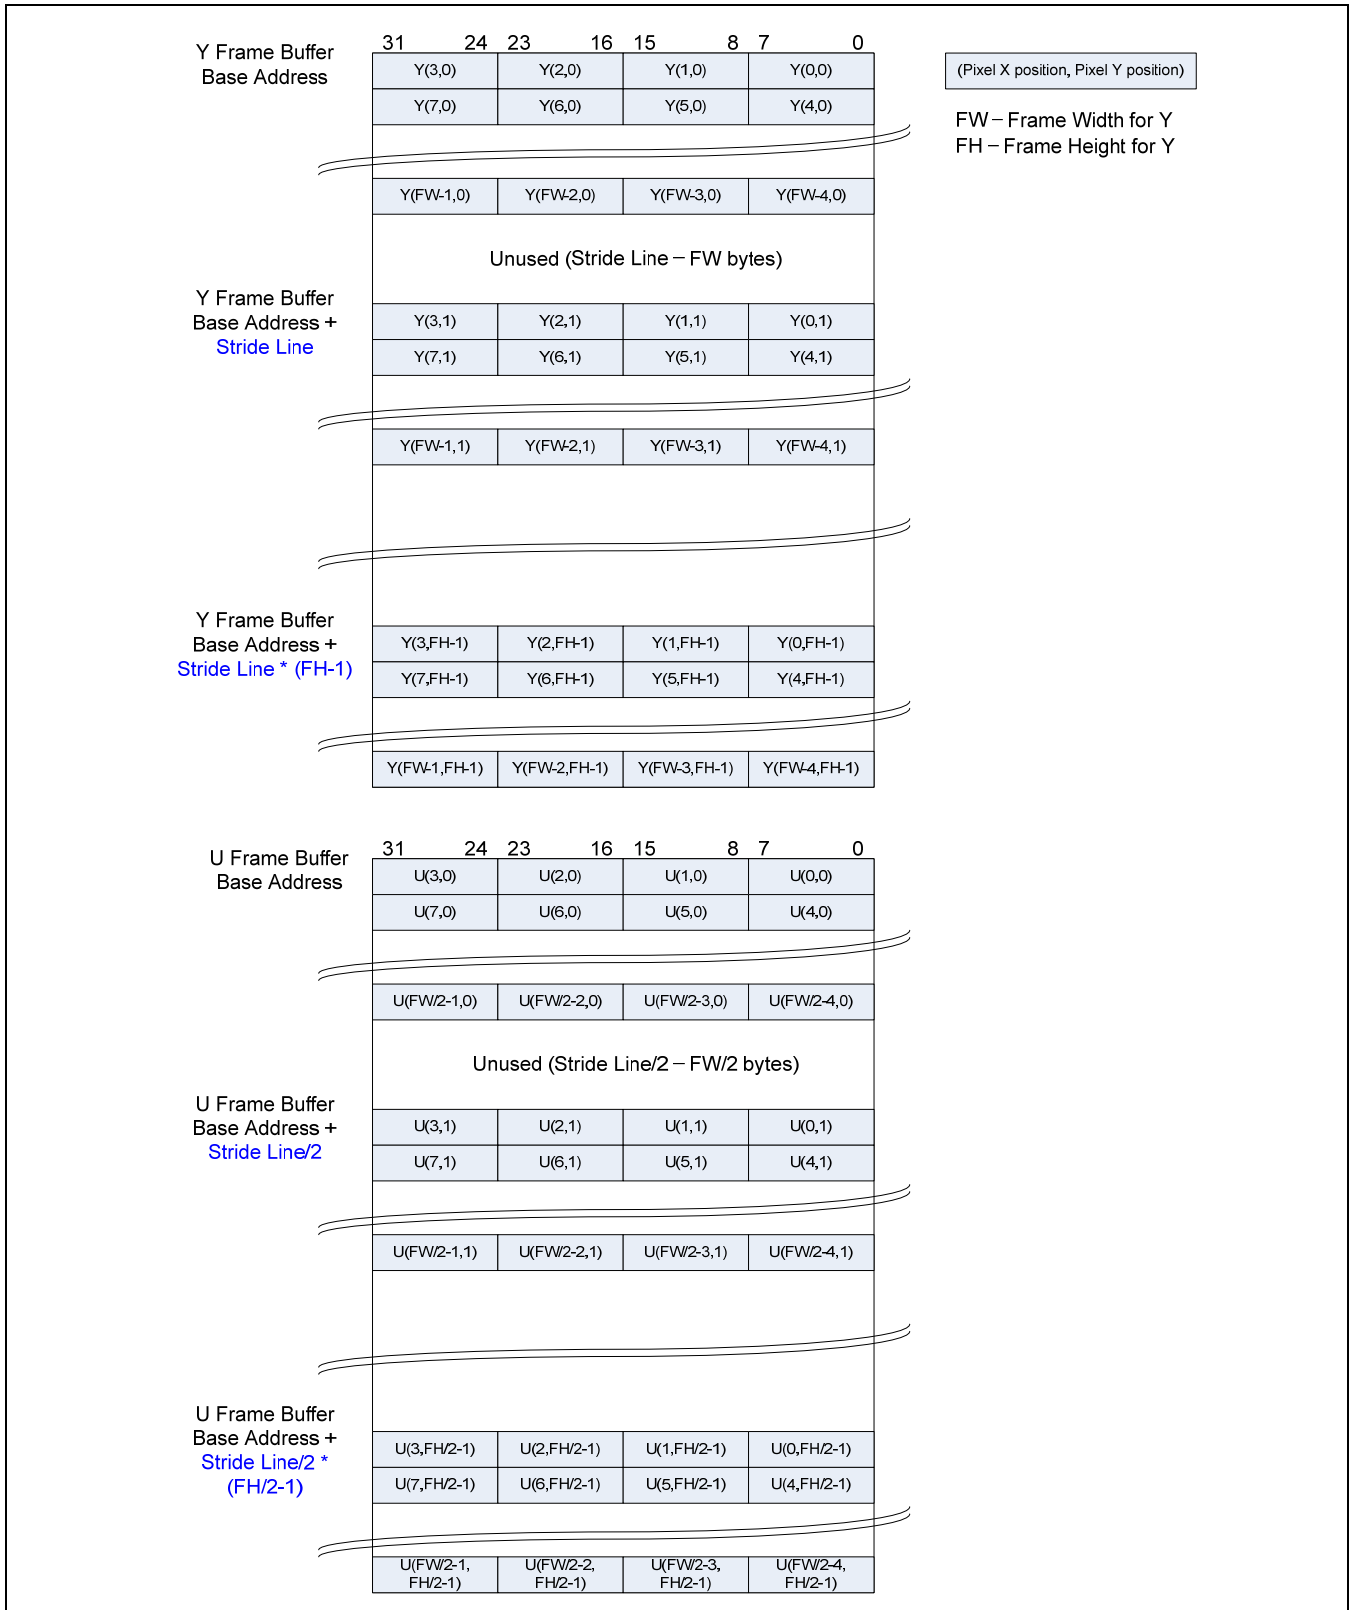 Y Frame Buffer
Base Address
31 24 23 16 15 8 7 0
Y(3,0) Y(2,0) Y(1,0) Y(0,0)
Y(7,0) Y(6,0) Y(5,0) Y(4,0)
(Pixel X position, Pixel Y position)
FW – Frame Width for Y
FH – Frame Height for Y
Y(FW-1,0) Y(FW-2,0) Y(FW-3,0) Y(FW-4,0)
Unused (Stride Line – FW bytes)
Y Frame Buffer
Base Address +
Stride Line
Y(3,1) Y(2,1) Y(1,1) Y(0,1)
Y(7,1) Y(6,1) Y(5,1) Y(4,1)
Y(FW-1,1) Y(FW-2,1) Y(FW-3,1) Y(FW-4,1)
Y Frame Buffer
Base Address +
Stride Line * (FH-1)
Y(3,FH-1) Y(2,FH-1) Y(1,FH-1) Y(0,FH-1)
Y(7,FH-1) Y(6,FH-1) Y(5,FH-1) Y(4,FH-1)
Y(FW-1,FH-1) Y(FW-2,FH-1) Y(FW-3,FH-1) Y(FW-4,FH-1)
U Frame Buffer
Base Address
31 24 23 16 15 8 7 0
U(3,0) U(2,0) U(1,0) U(0,0)
U(7,0) U(6,0) U(5,0) U(4,0)
U(FW/2-1,0) U(FW/2-2,0) U(FW/2-3,0) U(FW/2-4,0)
Unused (Stride Line/2 – FW/2 bytes)
U Frame Buffer
Base Address +
Stride Line/2
U(3,1) U(2,1) U(1,1) U(0,1)
U(7,1) U(6,1) U(5,1) U(4,1)
U(FW/2-1,1) U(FW/2-2,1) U(FW/2-3,1) U(FW/2-4,1)
U Frame Buffer
Base Address +
Stride Line/2 *
(FH/2-1)
U(3,FH/2-1) U(2,FH/2-1) U(1,FH/2-1) U(0,FH/2-1)
U(7,FH/2-1) U(6,FH/2-1) U(5,FH/2-1) U(4,FH/2-1)
U(FW/2-1, U(FW/2-2, U(FW/2-3, U(FW/2-4,
FH/2-1) FH/2-1) FH/2-1) FH/2-1)